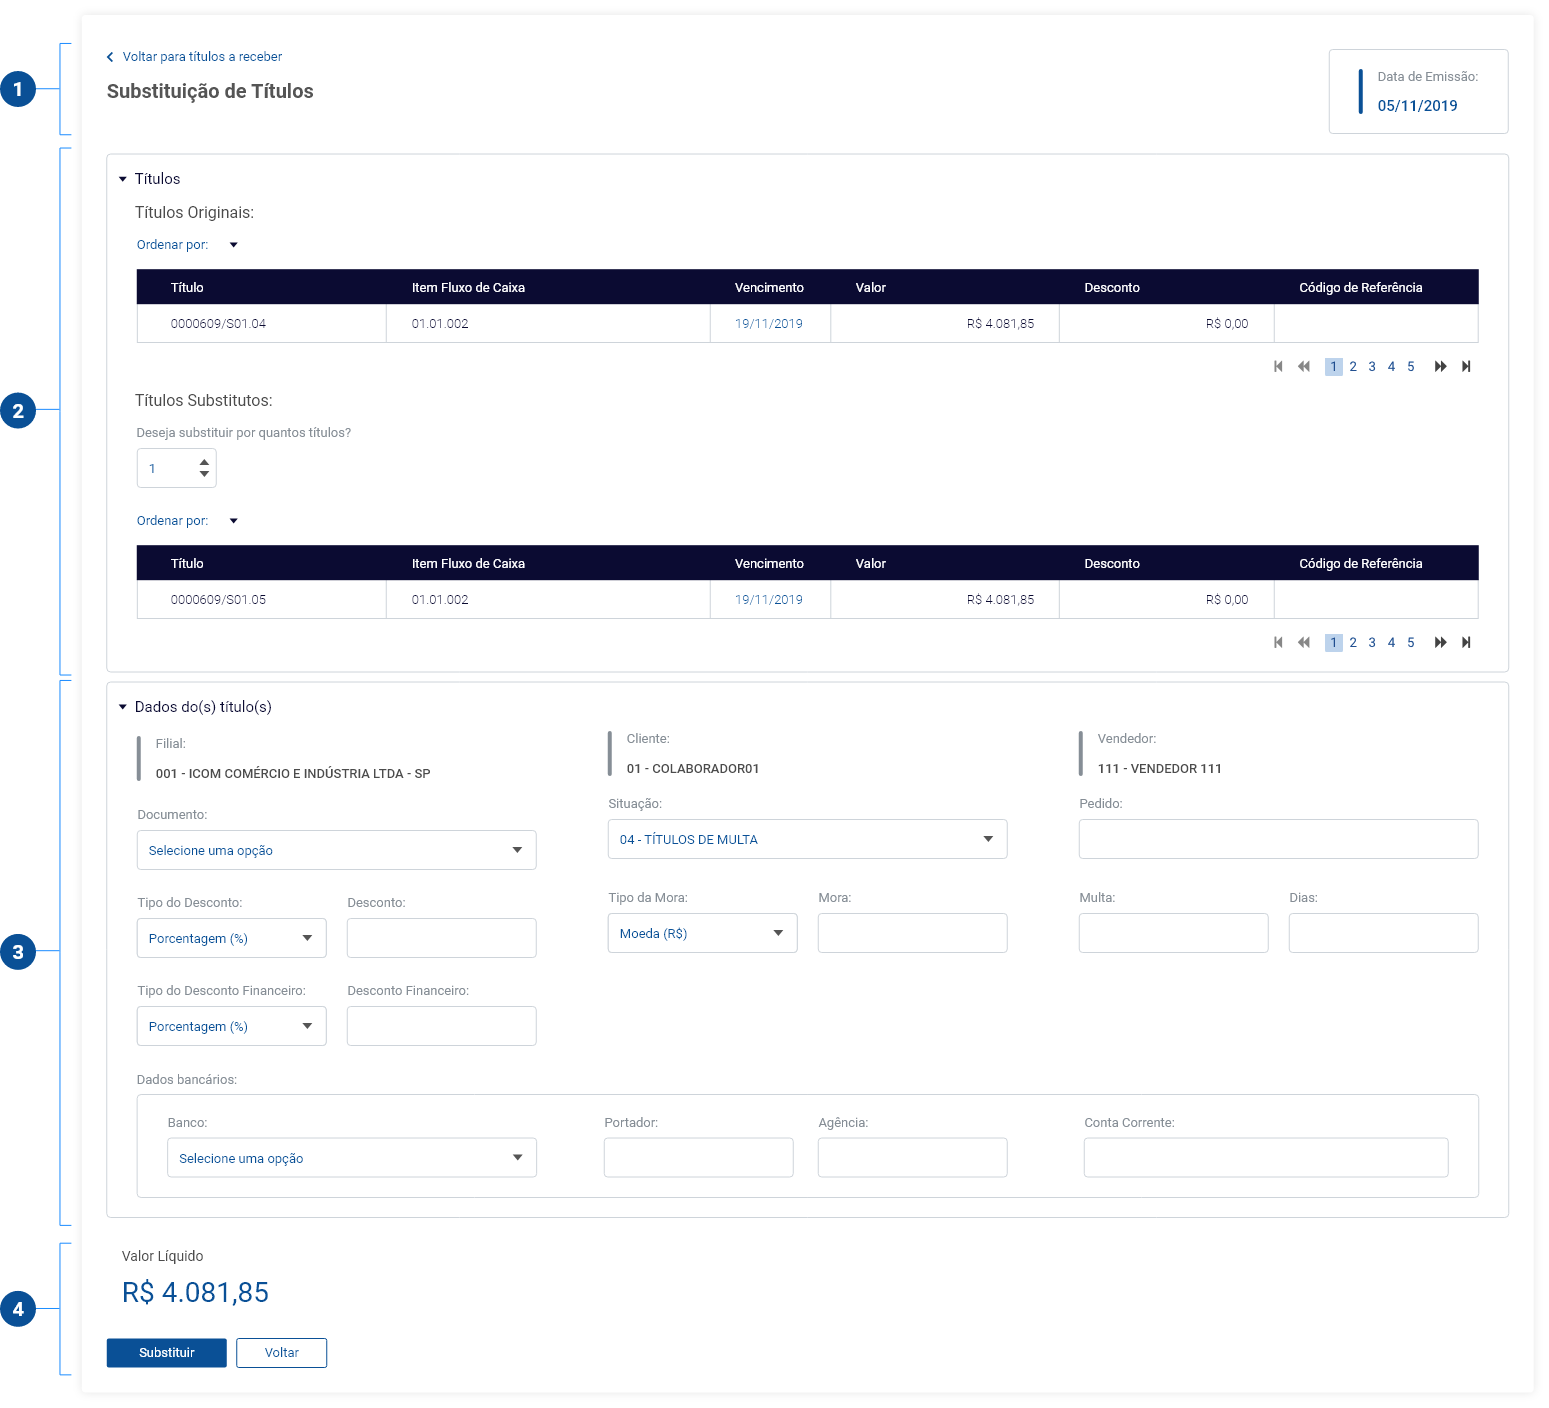 1
Voltar para títulos a receber
Substituição de Títulos
Data de Emissão:
05/11/2019
2
Títulos
Títulos Originais:
Ordenar por:
Título Item Fluxo de Caixa Vencimento Valor Desconto Código de Referência
0000609/S01.04 01.01.002 19/11/2019 R$ 4.081,85 R$ 0,00
1 2 3 4 5
Títulos Substitutos:
Deseja substituir por quantos títulos?
1
Ordenar por:
Título Item Fluxo de Caixa Vencimento Valor Desconto Código de Referência
0000609/S01.05 01.01.002 19/11/2019 R$ 4.081,85 R$ 0,00
1 2 3 4 5
3
Dados do(s) título(s)
Filial: Cliente: Vendedor:
001 - ICOM COMÉRCIO E INDÚSTRIA LTDA - SP 01 - COLABORADOR01 111 - VENDEDOR 111
Documento: Situação: Pedido:
Selecione uma opção 04 - TÍTULOS DE MULTA
Tipo do Desconto: Desconto: Tipo da Mora: Mora: Multa: Dias:
Porcentagem (%) Moeda (R$)
Tipo do Desconto Financeiro: Desconto Financeiro:
Porcentagem (%)
Dados bancários:
Banco: Portador: Agência: Conta Corrente:
Selecione uma opção
4
Valor Líquido
R$ 4.081,85
Substituir Voltar